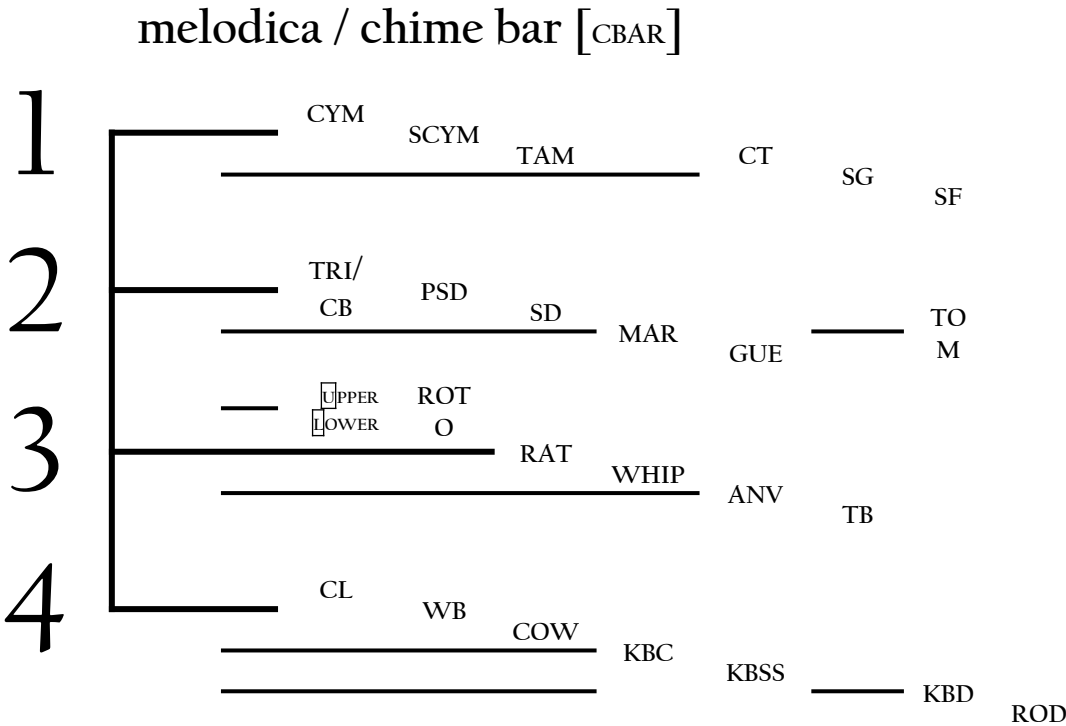 melodica / chime bar [CBAR]
1
CYM
SCYM
TAM
CT
SG
SF
2
TRI/
CB
PSD
SD
MAR
GUE
TO
M
3
UPPER
LOWER
ROT
O
RAT
WHIP
ANV
TB
4
CL
WB
COW
KBC
KBSS
KBD
ROD